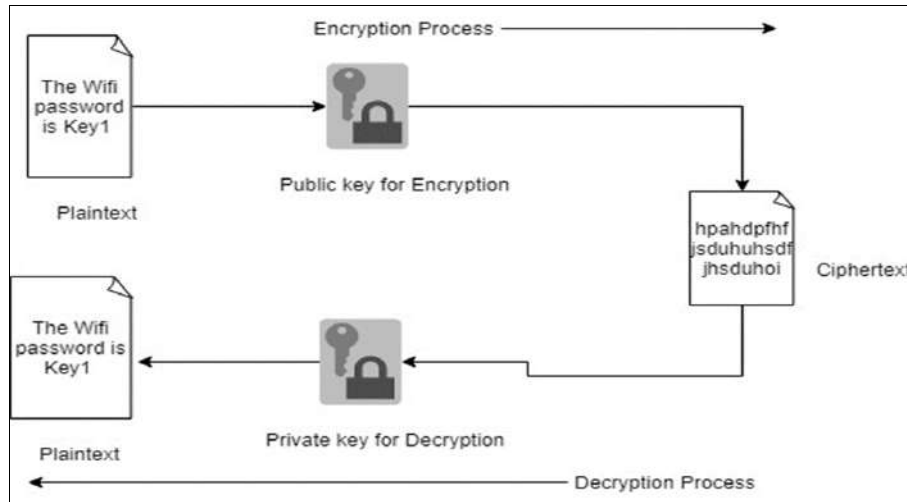 Encryption Process
The Wifi
password
is Key1
Public key for Encryption
Plaintext
hpahdpfhf
jsduhuhsdf
jhsduhoi
Ciphertext
The Wifi
password is
Key1
Private key for Decryption
Plaintext
Decryption Process